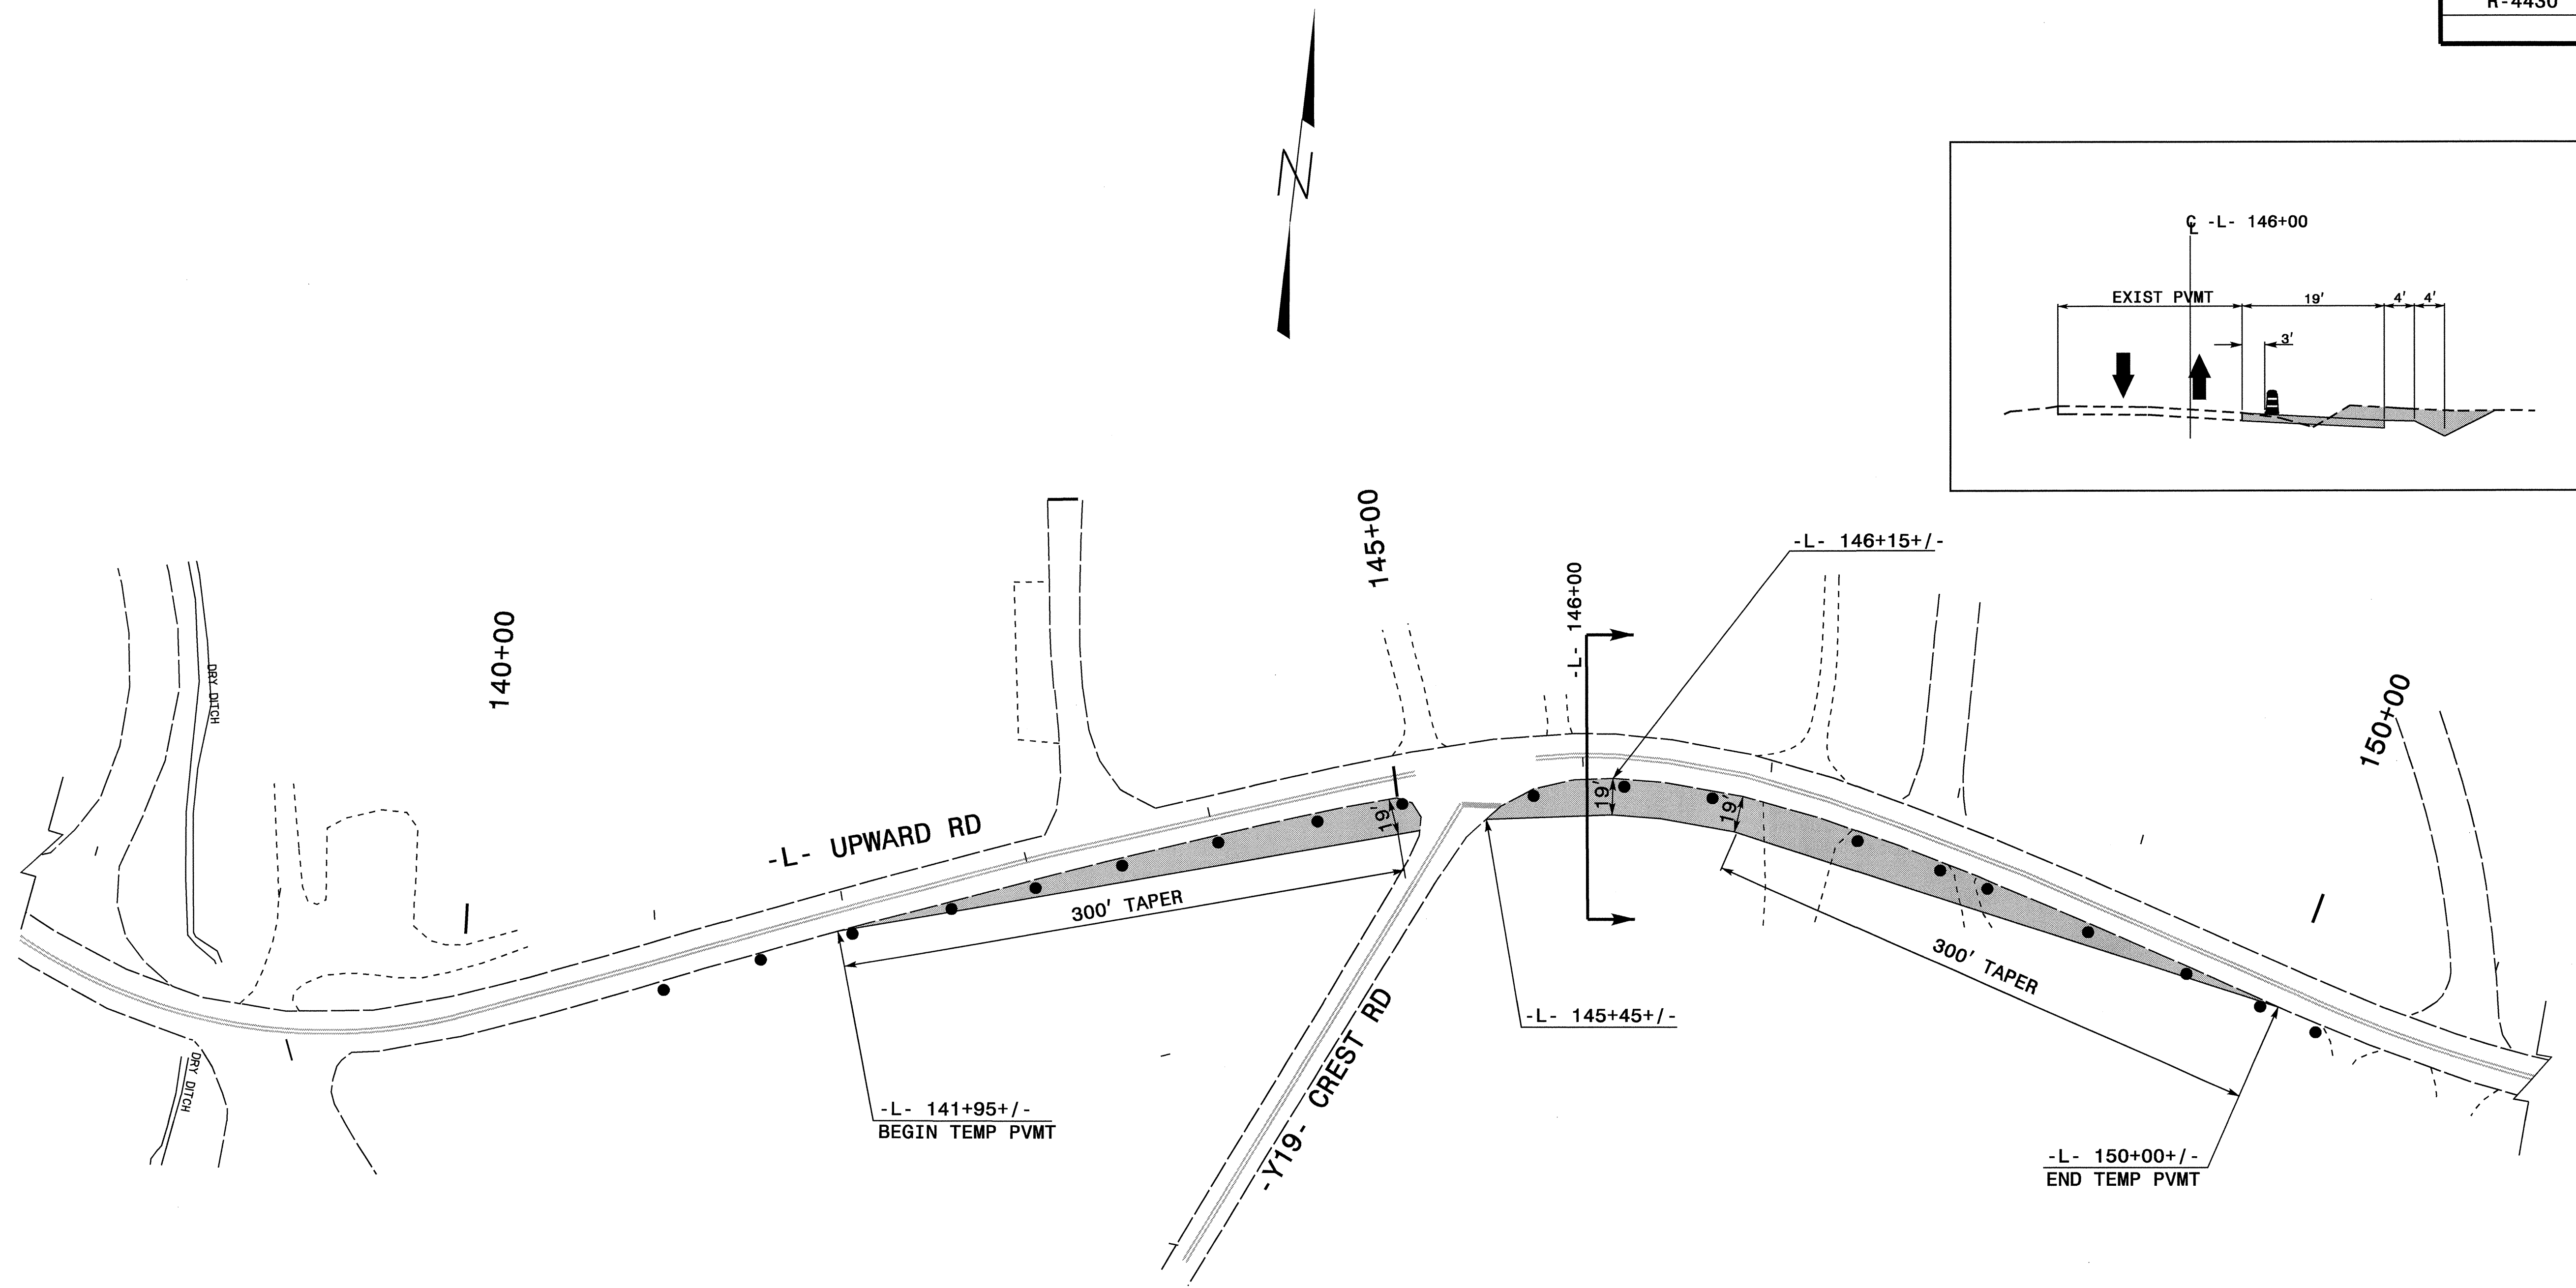 R-4430
N
℄ -L- 146+00
EXIST PVMT
19'
4'
4'
3'
145+00
-L- 146+15+/-
-L- 146+00
140+00
DRY DITCH
150+00
19'
19'
19'
-L- UPWARD RD
300' TAPER
300' TAPER
-L- 145+45+/-
-Y19- CREST RD
DRY DITCH
-L- 141+95+/-
BEGIN TEMP PVMT
-L- 150+00+/-
END TEMP PVMT